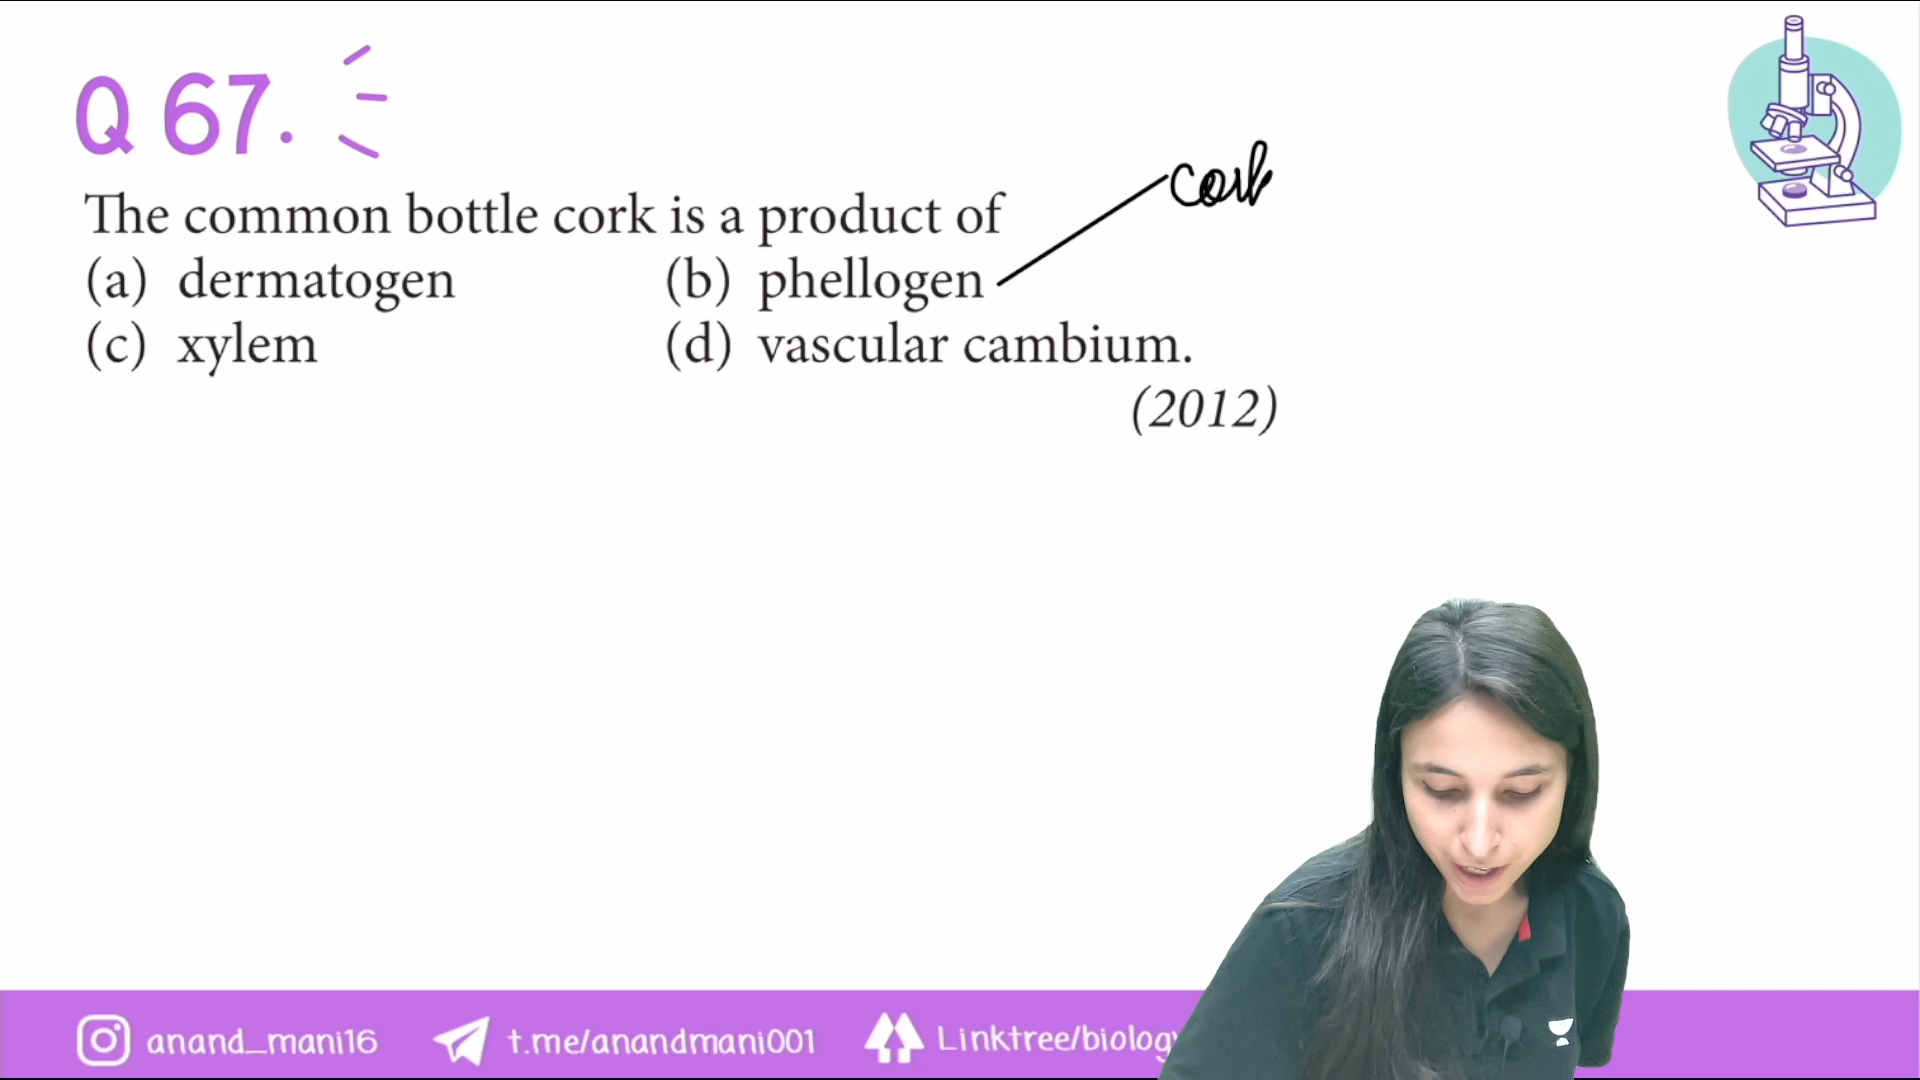 Q 67.
cork
The common bottle cork is a product of
(a) dermatogen (b) phellogen
(c) xylem (d) vascular cambium.
(2012)
anand_mani16 t.me/anandmani001 Linktree/biology